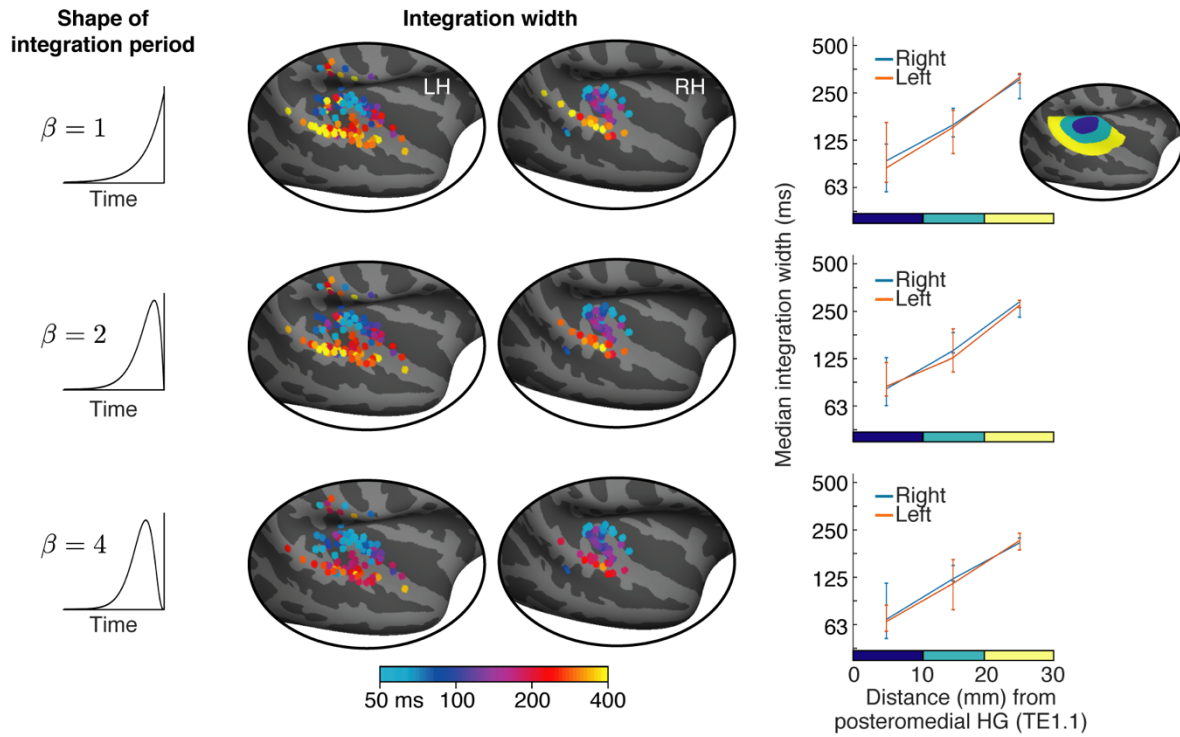 Shape of
integration period
Integration width
β = 1
Time
LH
RH
500
250
125
63
Right
Left
β = 2
Time
Median integration width (ms)
500
250
125
63
Right
Left
β = 4
Time
500
250
125
63
Right
Left
50 ms 100 200 400
0 10 20 30
Distance (mm) from
posteromedial HG (TE1.1)